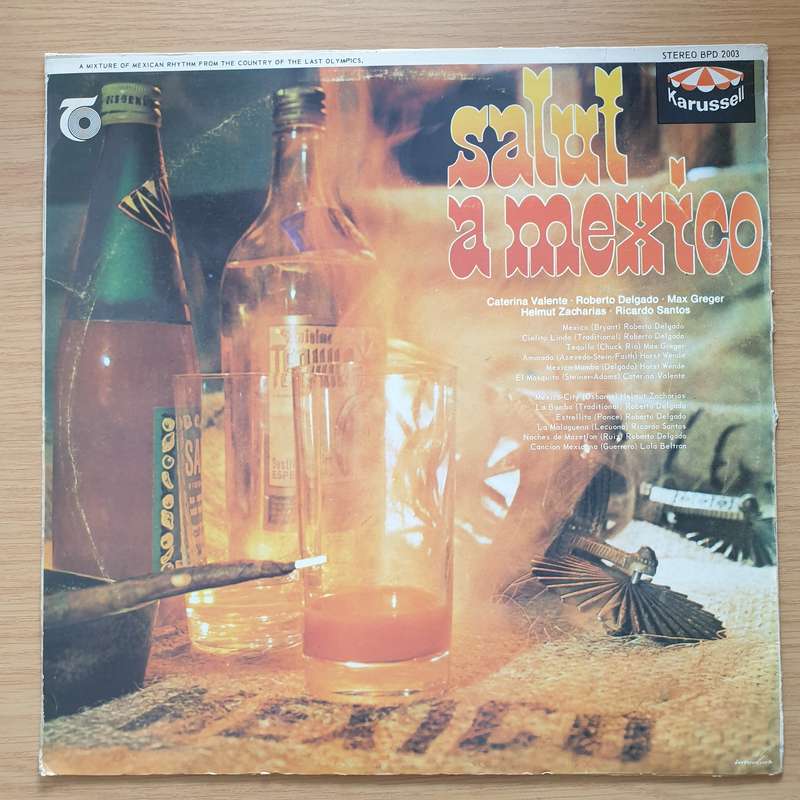 A MIXTURE OF MEXICAN RHYTHM FROM THE COUNTRY OF THE LAST OLYMPICS.
STEREO BPD 2003
Karussell
salut
a mexico
Caterina Valente · Roberto Delgado · Max Greger
Helmut Zacharias · Ricardo Santos
Mexico (Bryant) Roberto Delgado
Cielito Lindo (Traditional) Roberto Delgado
Tequila (Chuck Rio) Max Greger
(Azevedo-Stein-Faith) Horst Wende
Mexico Mambo (Delgado) Horst Wende
El Mosquito (Steiner-Adams) Caterina Valente
Mexico-City (Osborne) Helmut Zacharias
La Bamba (Traditional) Roberto Delgado
Estrellita (Ponce) Roberto Delgado
La Malaguena (Lecuona) Ricardo Santos
Noches de Mazatlan (Ruiz) Roberto Delgado
Cancion Mexicana (Guerrero) Lola Beltran
SA
ESPE
MEXICO